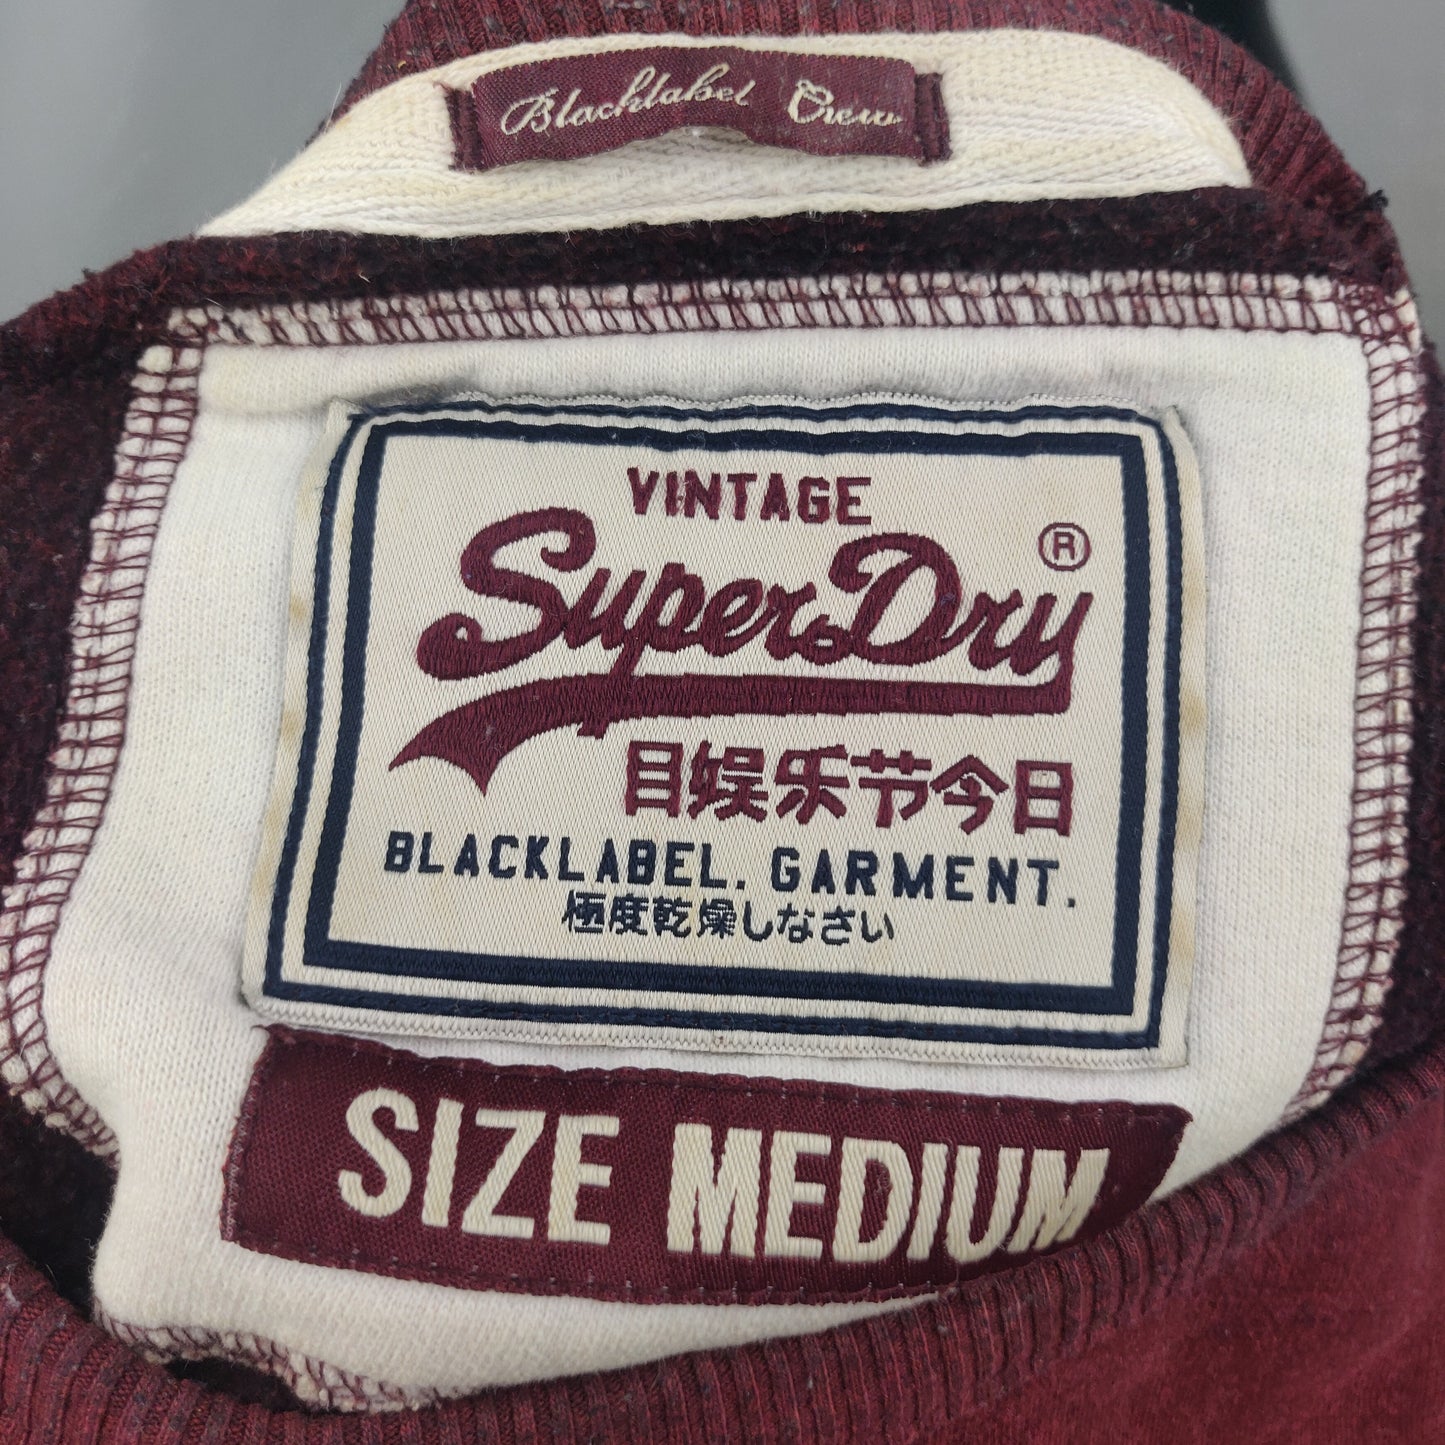 Blacklabel Crew
VINTAGE
SuperDry ®
目娯乐节今日
BLACKLABEL. GARMENT.
極度乾燥しなさい
SIZE MEDIUM